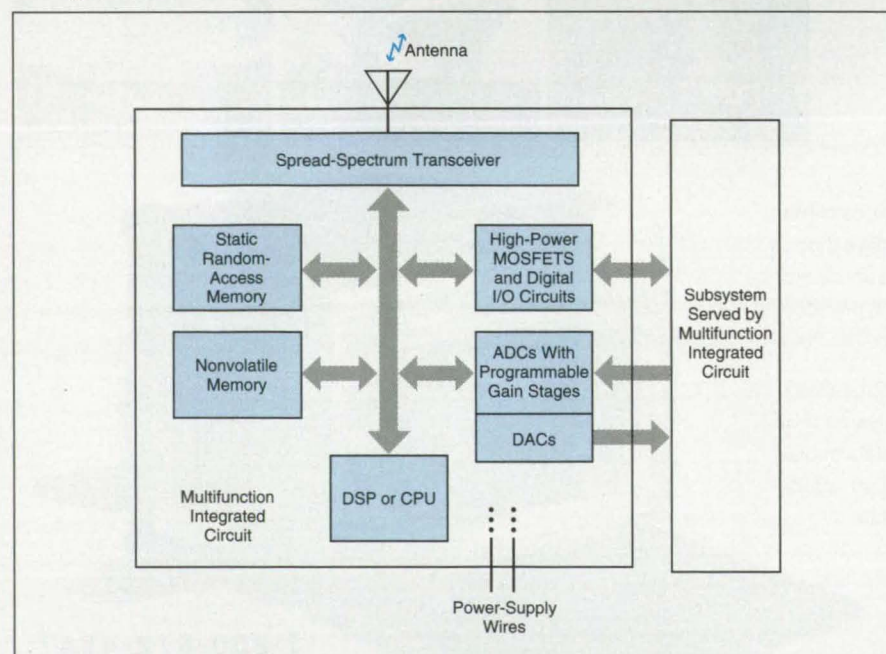 Antenna
Spread-Spectrum Transceiver
Static
Random-
Access
Memory
High-Power
MOSFETS
and Digital
I/O Circuits
Subsystem
Served by
Multifunction
Integrated
Circuit
Nonvolatile
Memory
ADCs With
Programmable
Gain Stages
DACs
DSP or CPU
Multifunction
Integrated
Circuit
Power-Supply
Wires